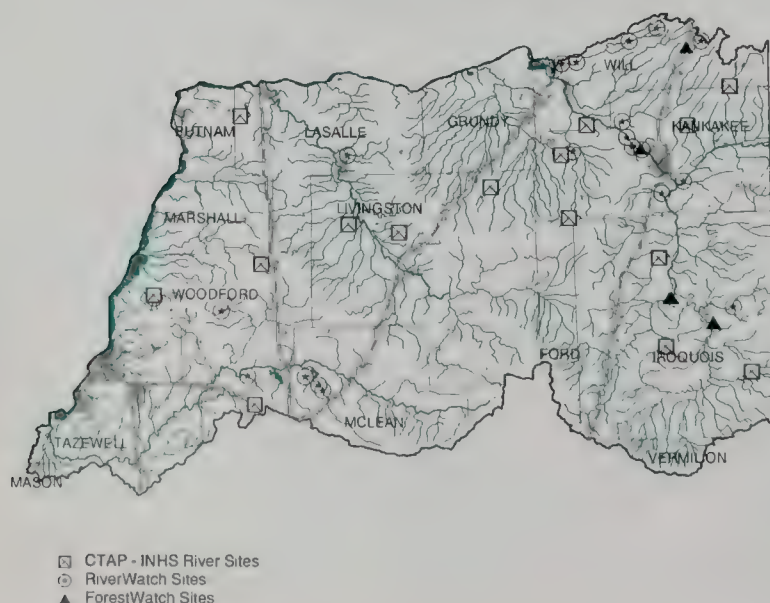 WILL
PUTNAM
LASALLE
GRUNDY
KANKAKEE
LIVINGSTON
MARSHALL
WOODFORD
FORD
IROQUOIS
MCLEAN
TAZEWELL
VERMILION
MASON
CTAP - INHS River Sites
RiverWatch Sites
ForestWatch Sites